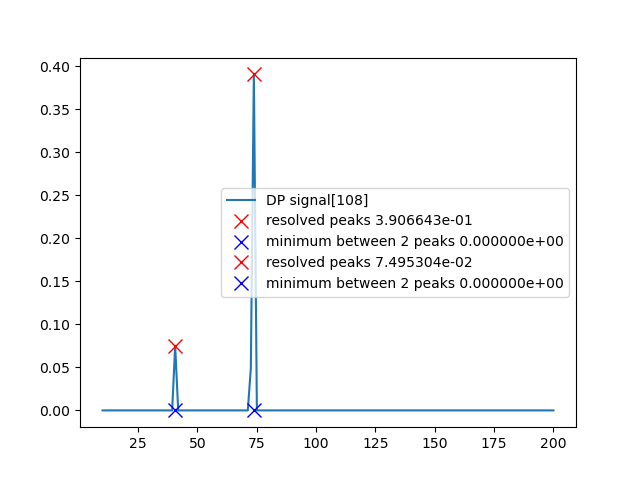 0.40
0.35
0.30
0.25
0.20
0.15
0.10
0.05
0.00
DP signal[108]
resolved peaks 3.906643e-01
minimum between 2 peaks 0.000000e+00
resolved peaks 7.495304e-02
minimum between 2 peaks 0.000000e+00
25 50 75 100 125 150 175 200